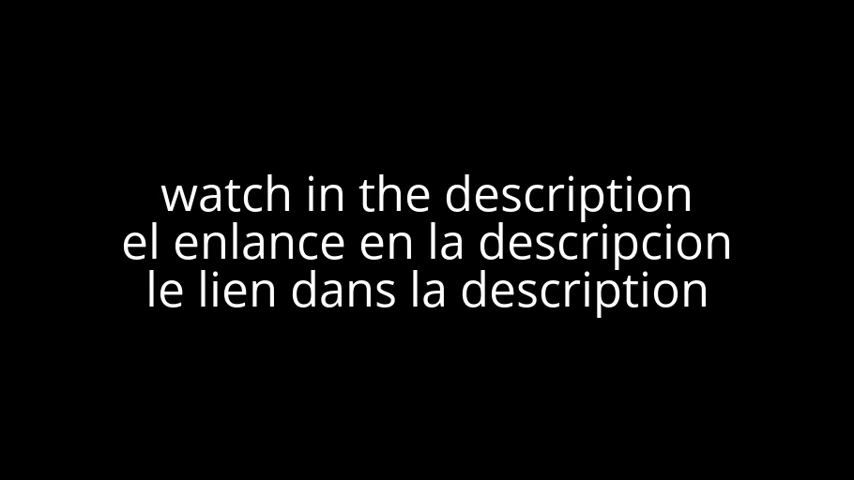 watch in the description
el enlance en la descripcion
le lien dans la description